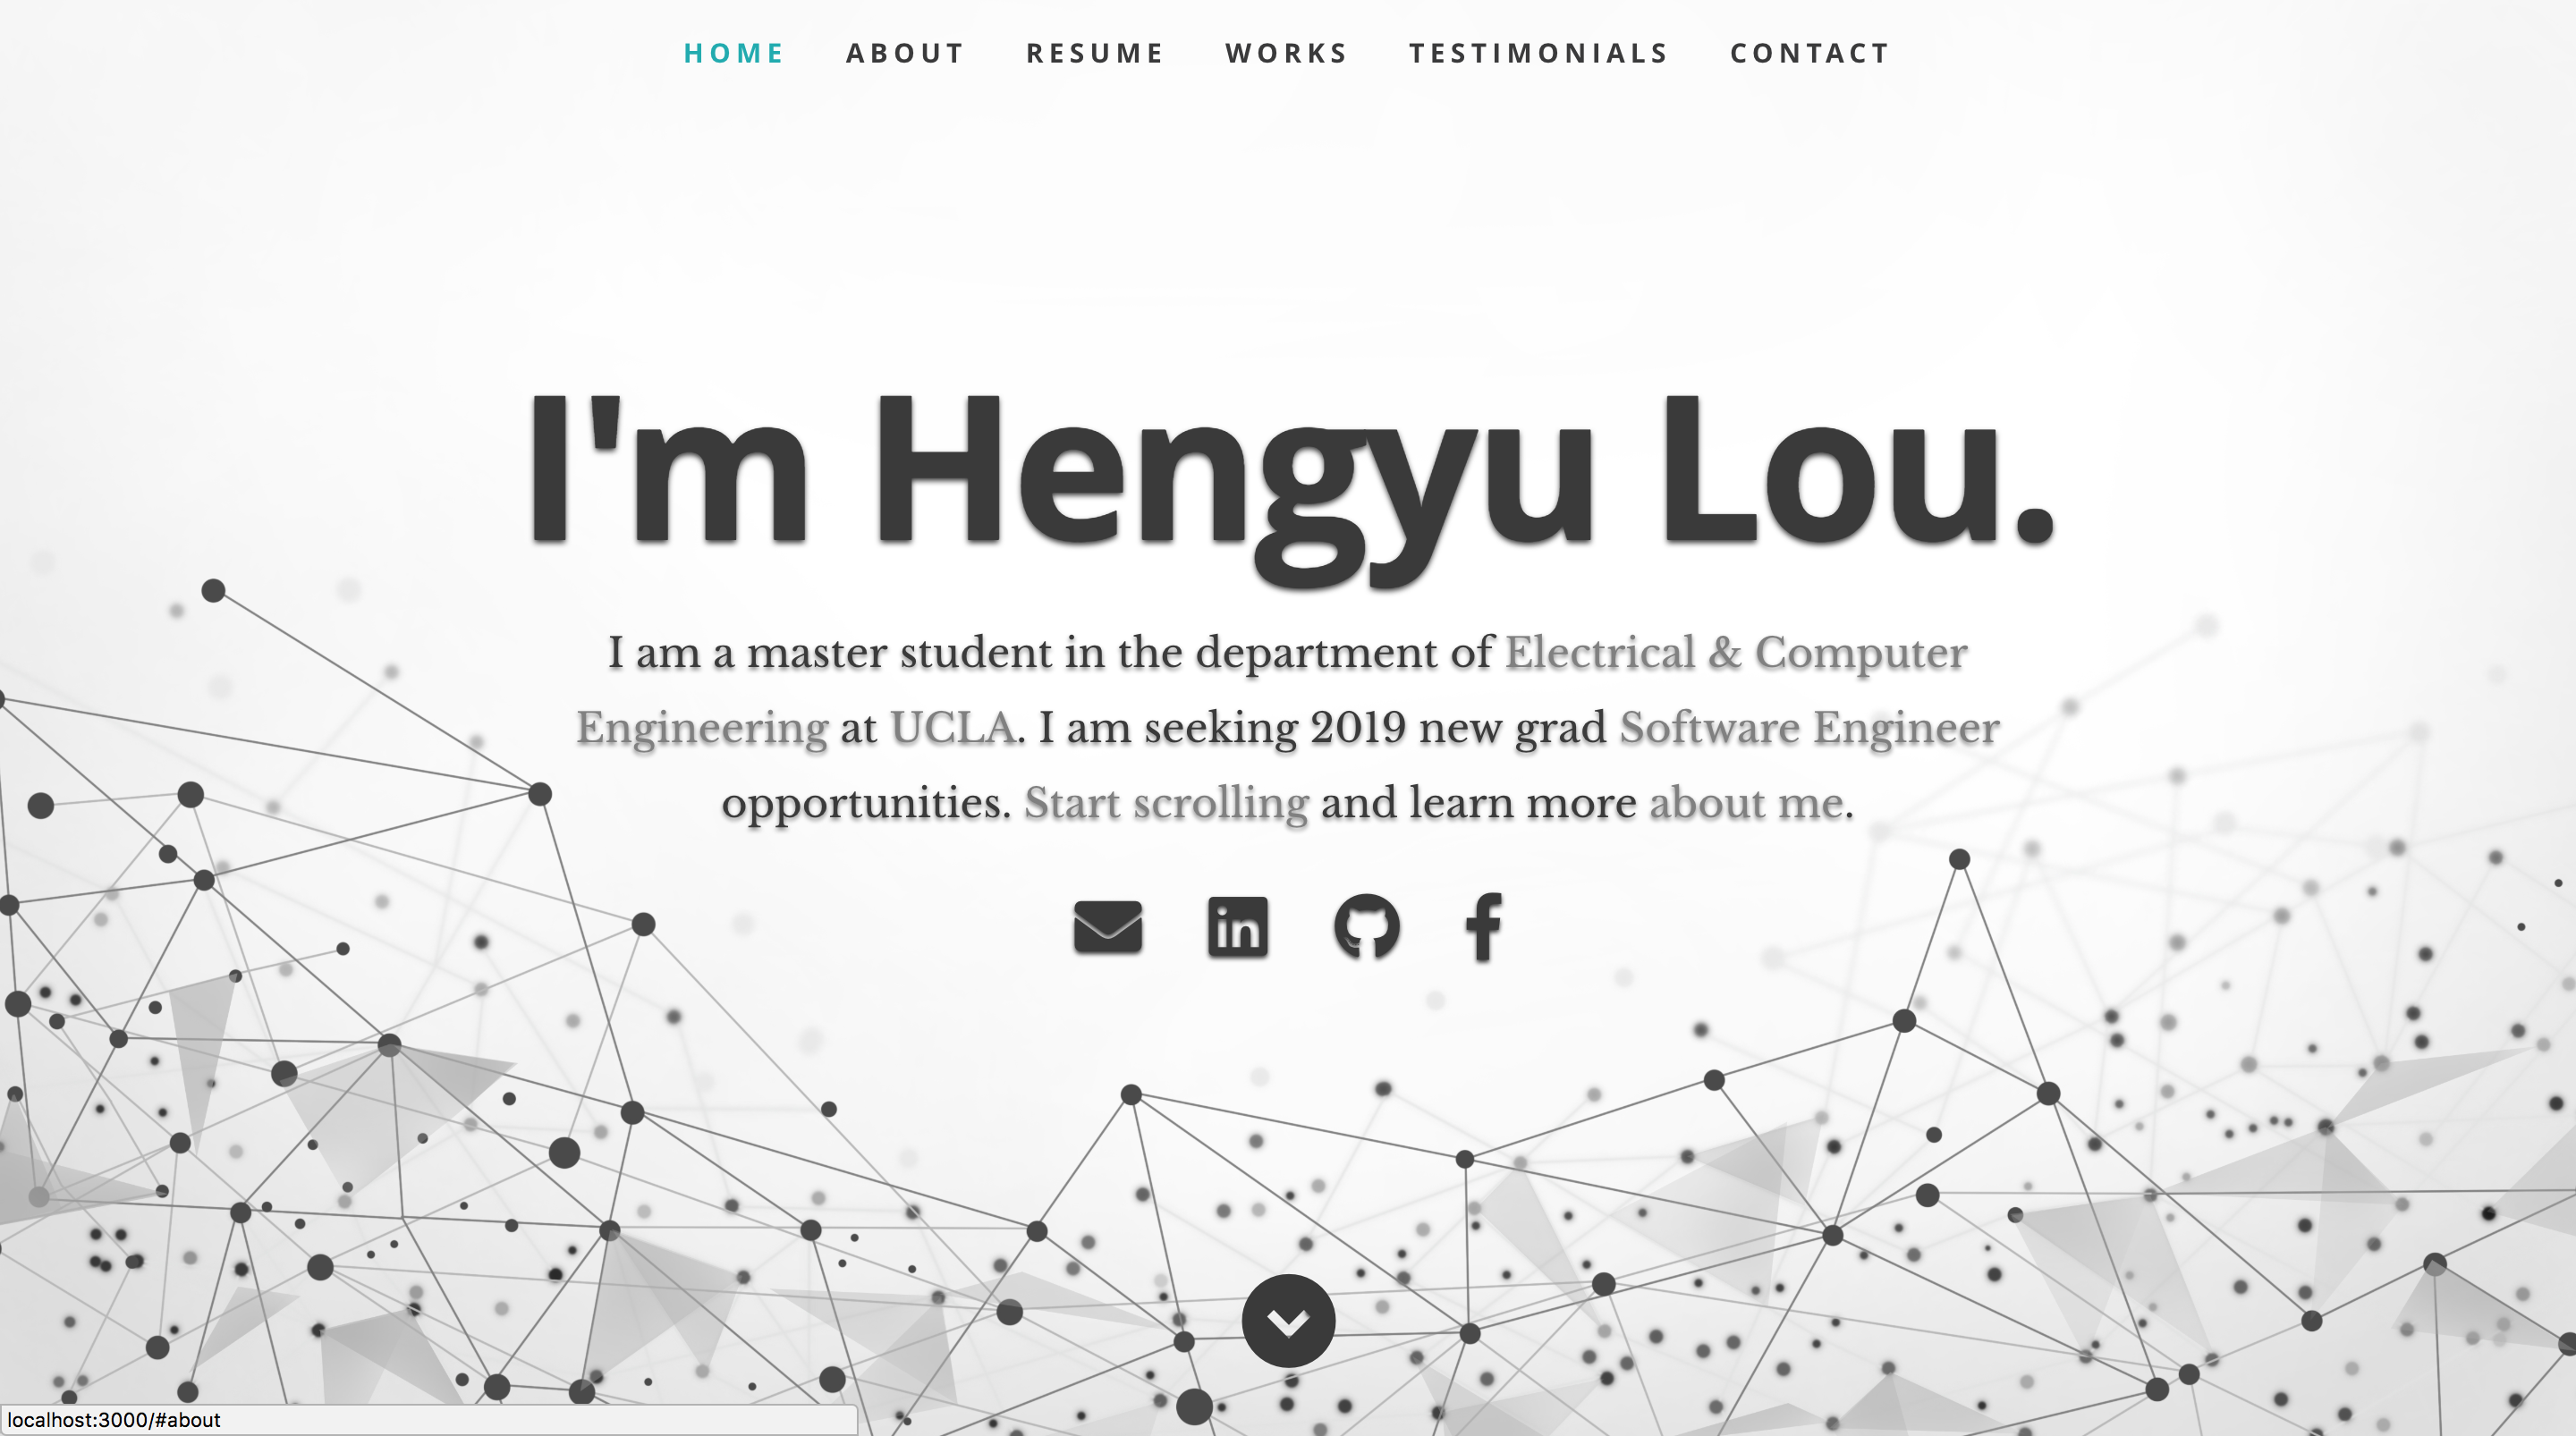 HOME ABOUT RESUME WORKS TESTIMONIALS CONTACT
I'm Hengyu Lou.
I am a master student in the department of Electrical & Computer
Engineering at UCLA. I am seeking 2019 new grad Software Engineer
opportunities. Start scrolling and learn more about me.
in
localhost:3000/#about